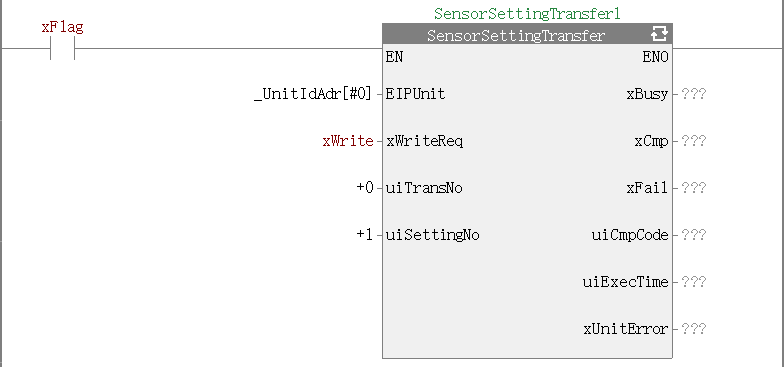 SensorSettingTransfer1
xFlag
SensorSettingTransfer
EN ENO
_UnitIdAdr[#0] EIPUnit xBusy ???
xWrite xWriteReq xCmp ???
+0 uiTransNo xFail ???
+1 uiSettingNo uiCmpCode ???
uiExecTime ???
xUnitError ???